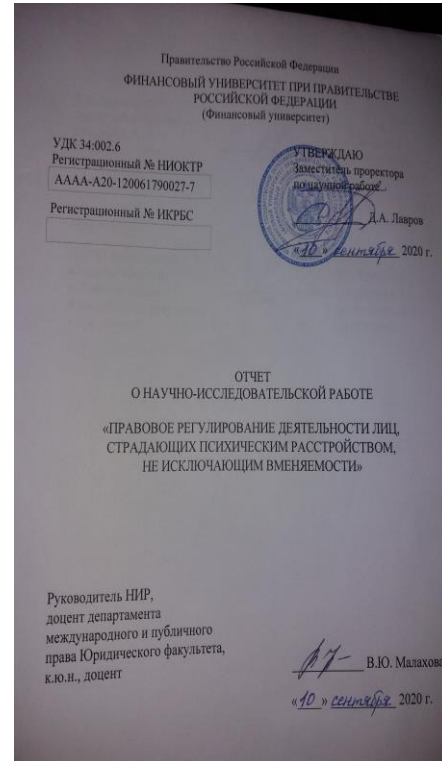 Правительство Российской Федерации
ФИНАНСОВЫЙ УНИВЕРСИТЕТ ПРИ ПРАВИТЕЛЬСТВЕ
РОССИЙСКОЙ ФЕДЕРАЦИИ
(Финансовый университет)
УДК 34:002.6
Регистрационный № НИОКТР
АААА-А20-120061790027-7
Регистрационный № ИКРБС
УТВЕРЖДАЮ
Заместитель проректора
по научной работе
Д.А. Лавров
«10» сентября 2020 г.
ОТЧЕТ
О НАУЧНО-ИССЛЕДОВАТЕЛЬСКОЙ РАБОТЕ
«ПРАВОВОЕ РЕГУЛИРОВАНИЕ ДЕЯТЕЛЬНОСТИ ЛИЦ,
СТРАДАЮЩИХ ПСИХИЧЕСКИМ РАССТРОЙСТВОМ,
НЕ ИСКЛЮЧАЮЩИМ ВМЕНЯЕМОСТИ»
Руководитель НИР,
доцент департамента
международного и публичного
права Юридического факультета,
к.ю.н., доцент
В.Ю. Малахова
«10» сентября 2020 г.